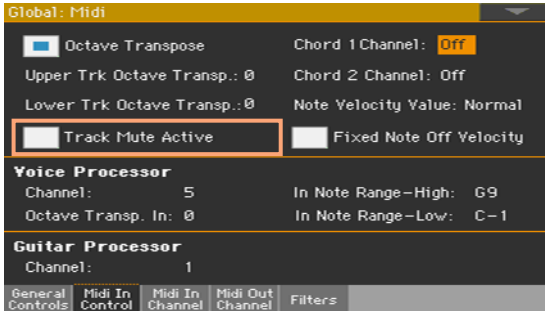 Global: Midi
Octave Transpose Chord 1 Channel: Off
Upper Trk Octave Transp.: 0 Chord 2 Channel: Off
Lower Trk Octave Transp.:0 Note Velocity Value: Normal
Track Mute Active Fixed Note Off Velocity
Voice Processor
Channel: 5 In Note Range-High: G9
Octave Transp. In: 0 In Note Range-Low: C-1
Guitar Processor
Channel: 1
General Controls Midi In Control Midi In Channel Midi Out Channel Filters